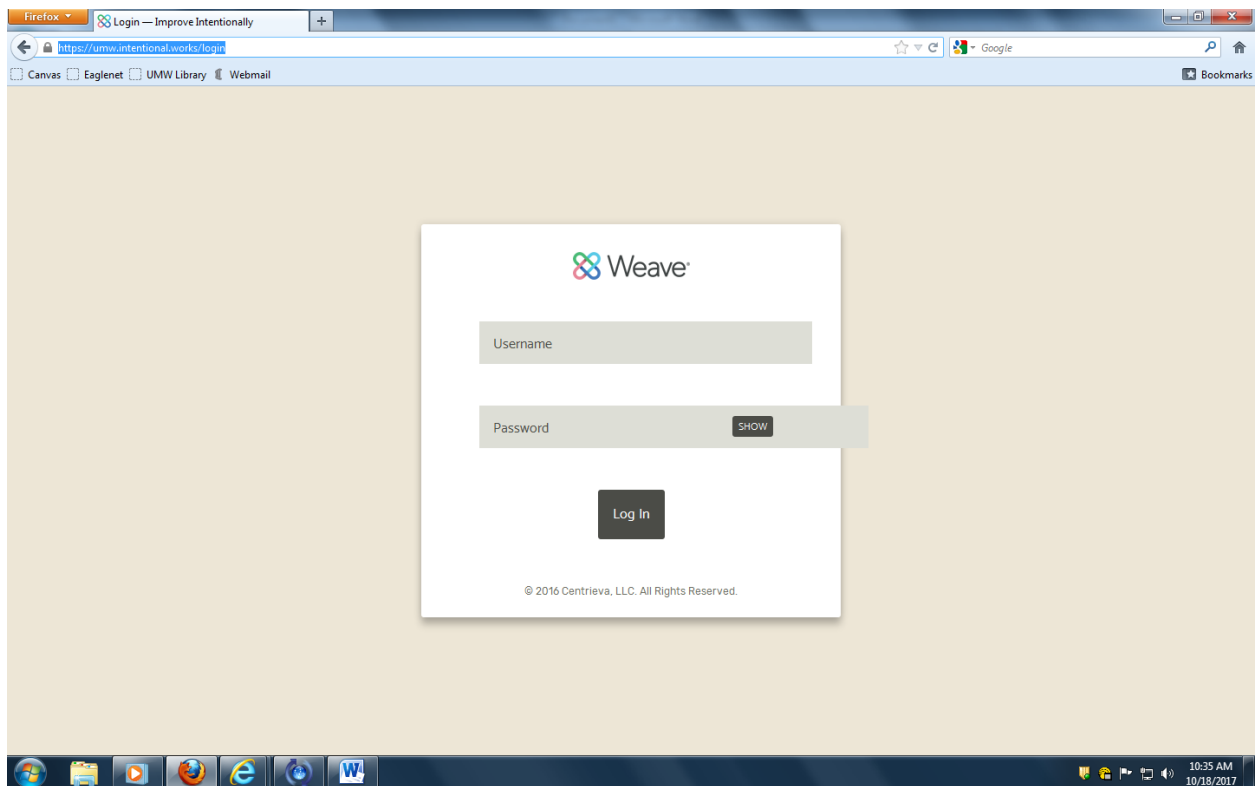 Firefox
Login — Improve Intentionally
https://umw.intentional.works/login
Google
Canvas Eaglenet UMW Library Webmail
Bookmarks
Weave
Username
Password
SHOW
Log In
© 2016 Centrieva, LLC. All Rights Reserved.
10:35 AM
10/18/2017